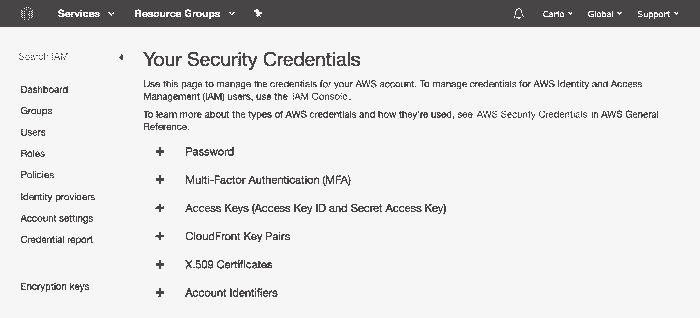 Services Resource Groups Carlo Global Support
Search IAM
Your Security Credentials
Use this page to manage the credentials for your AWS account. To manage credentials for AWS Identity and Access
Management (IAM) users, use the IAM Console.
To learn more about the types of AWS credentials and how they're used, see AWS Security Credentials in AWS General
Reference.
Dashboard
Groups
Users
Roles
Policies
Identity providers
Account settings
Credential report
Encryption keys
Password
Multi-Factor Authentication (MFA)
Access Keys (Access Key ID and Secret Access Key)
CloudFront Key Pairs
X.509 Certificates
Account Identifiers